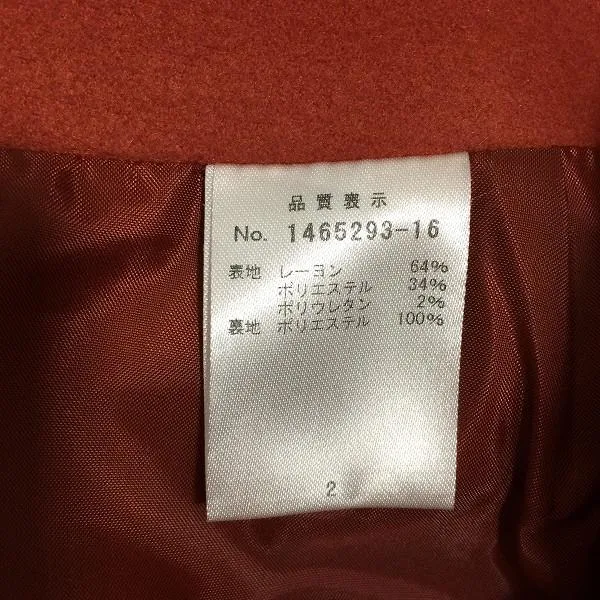 品質表示
No. 1465293-16
表地 レーヨン 64%
ポリエステル 34%
ポリウレタン 2%
裏地 ポリエステル 100%
2